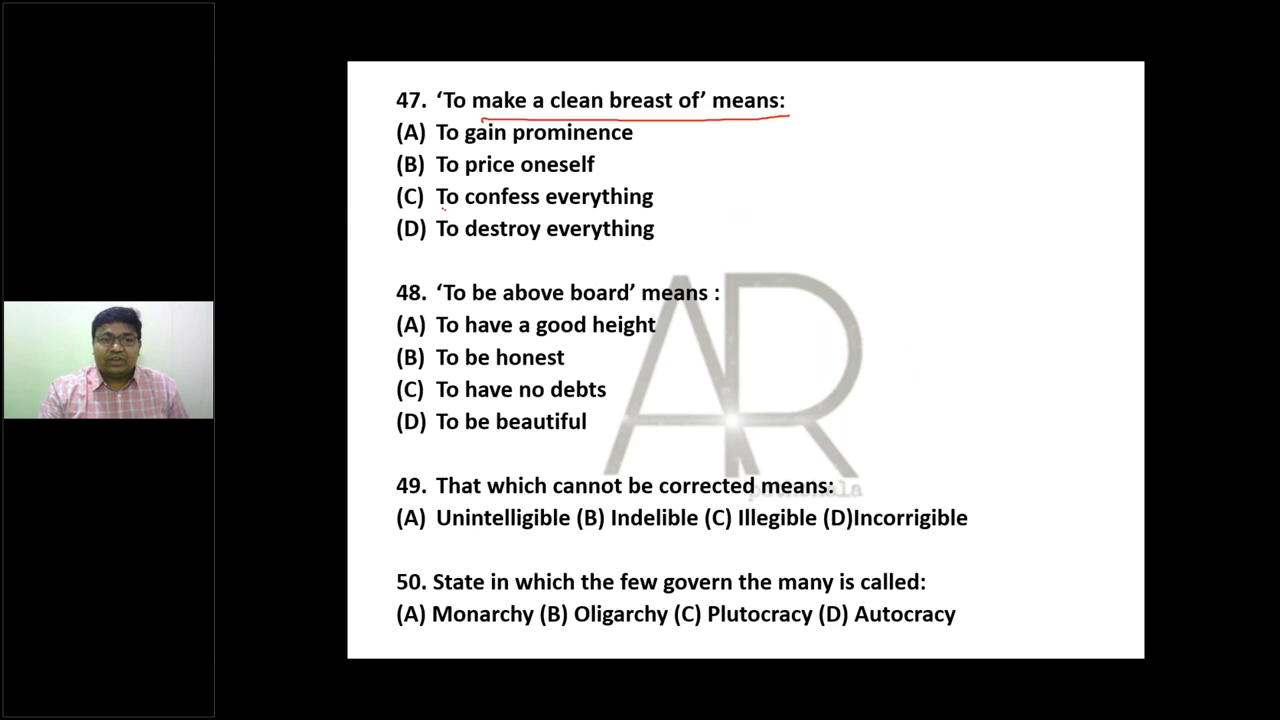 47. ‘To make a clean breast of’ means:
(A) To gain prominence
(B) To price oneself
(C) To confess everything
(D) To destroy everything
48. ‘To be above board’ means :
(A) To have a good height
(B) To be honest
(C) To have no debts
(D) To be beautiful
AR
pathshala
49. That which cannot be corrected means:
(A) Unintelligible (B) Indelible (C) Illegible (D)Incorrigible
50. State in which the few govern the many is called:
(A) Monarchy (B) Oligarchy (C) Plutocracy (D) Autocracy